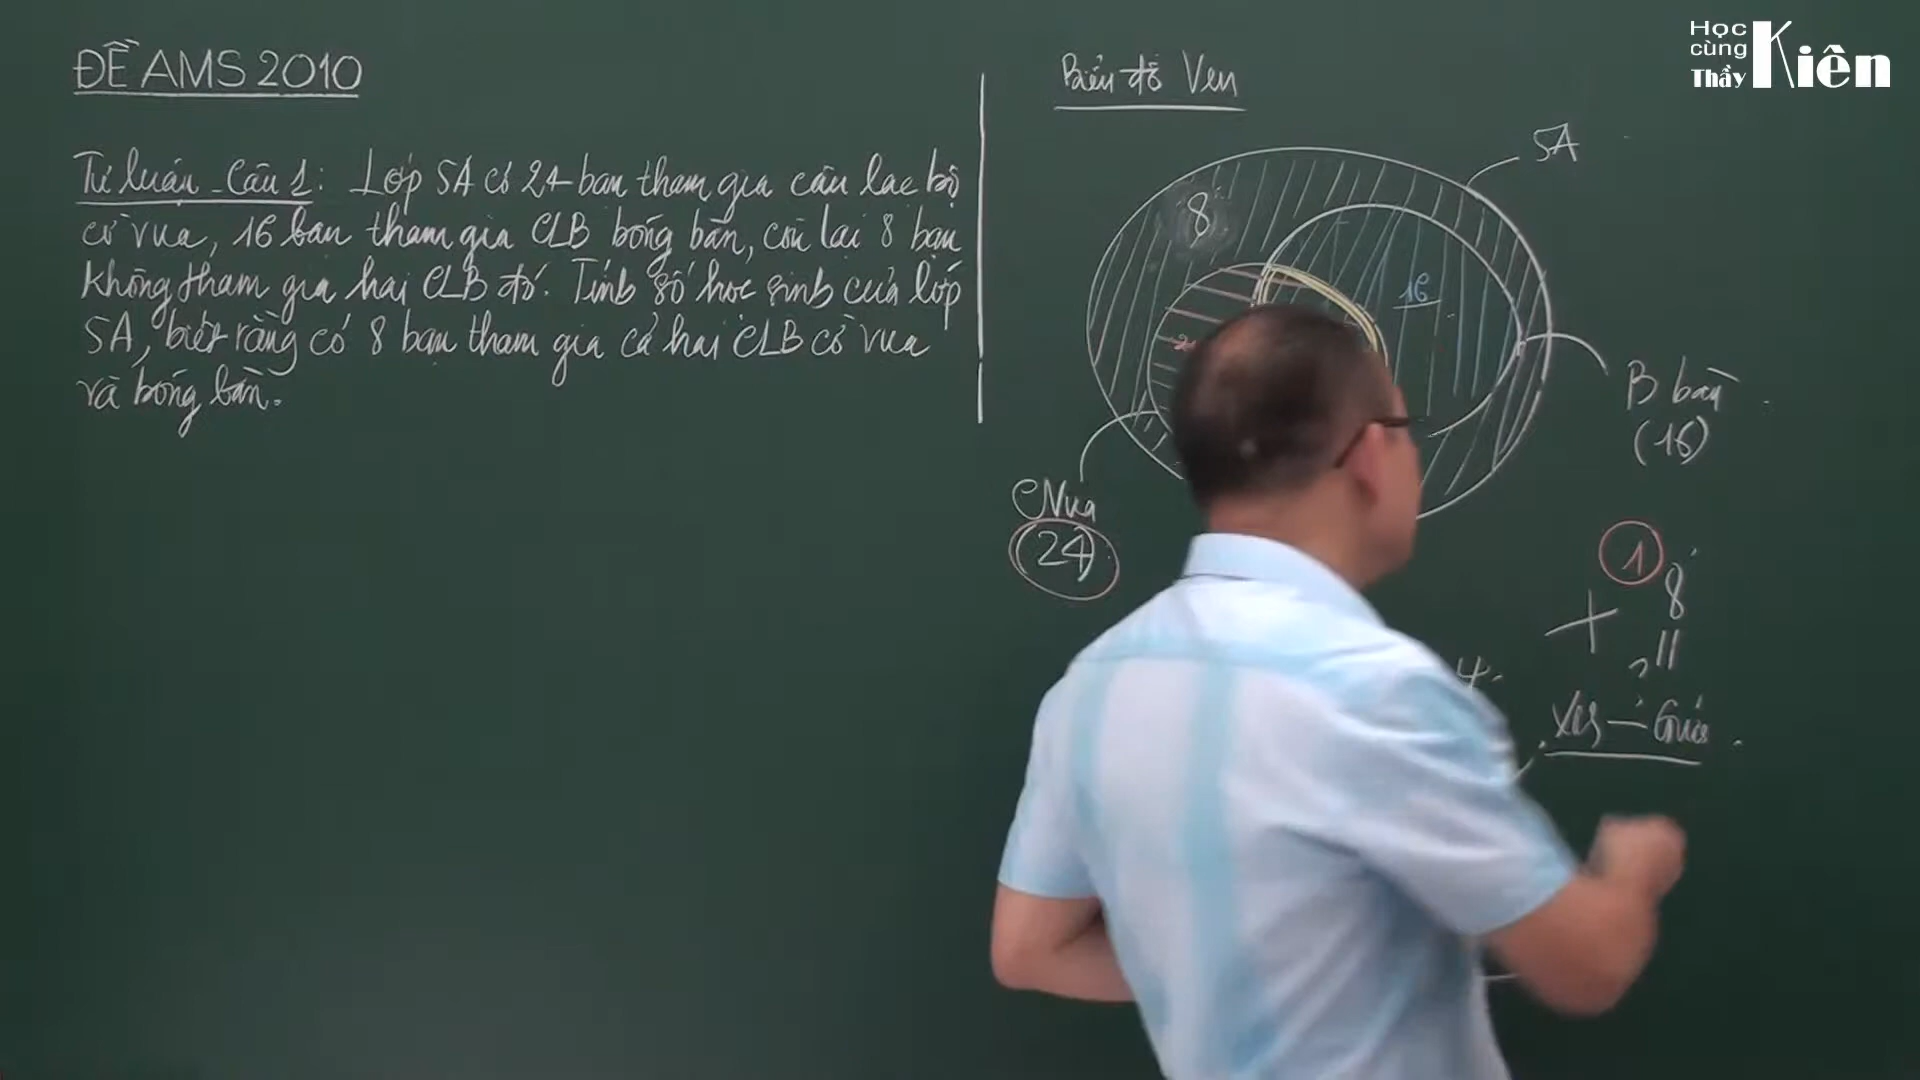 ĐỀ AMS 2010
Tự luận - Câu 1: Lớp 5A có 24 bạn tham gia câu lạc bộ
cờ vua, 16 bạn tham gia CLB bóng bàn, còn lại 8 bạn
không tham gia hai CLB đó. Tính số học sinh của lớp
5A, biết rằng có 8 bạn tham gia cả hai CLB cờ vua
và bóng bàn.
Biểu đồ Ven
5A
8
16
B bàn
(16)
24
1
8
+
Học
cùng
Thầy Kiên